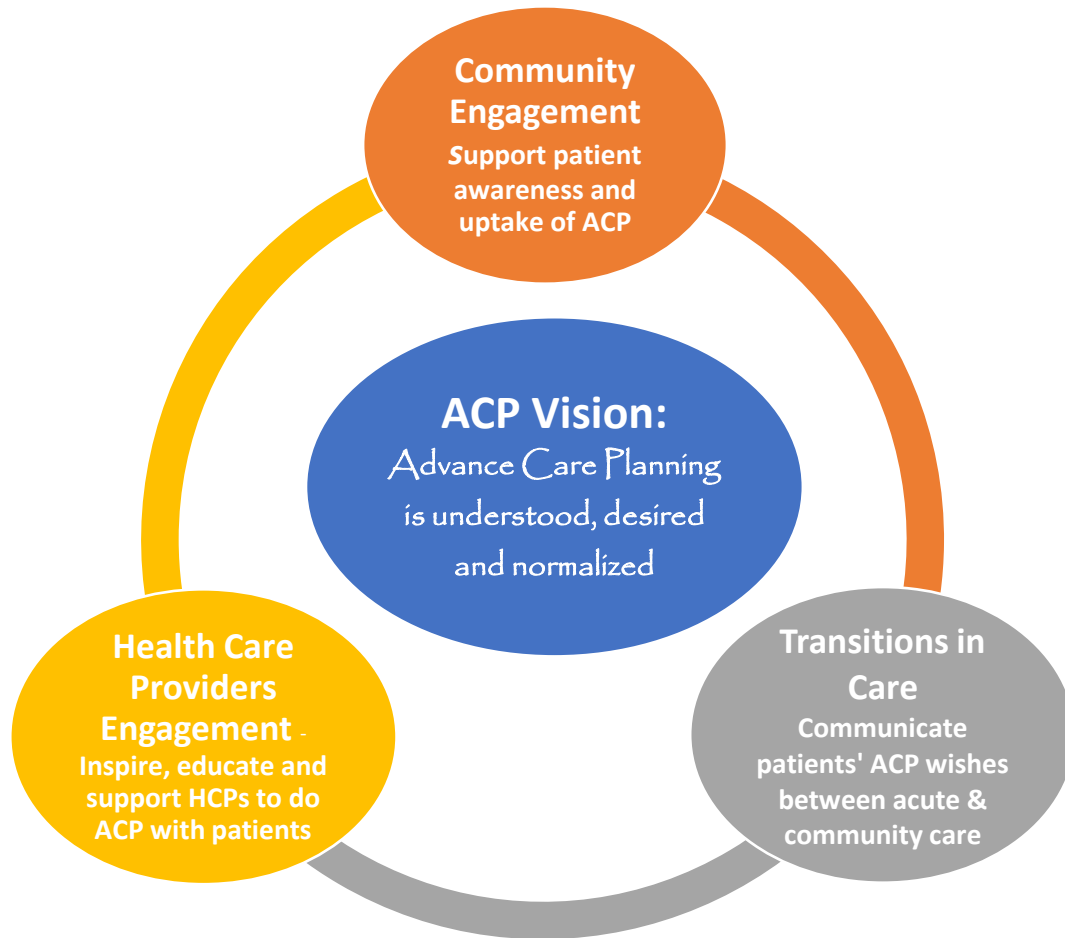 Community
Engagement
Support patient
awareness and
uptake of ACP
ACP Vision:
Advance Care Planning
is understood, desired
and normalized
Health Care
Providers
Engagement -
Inspire, educate and
support HCPs to do
ACP with patients
Transitions in
Care
Communicate
patients' ACP wishes
between acute &
community care